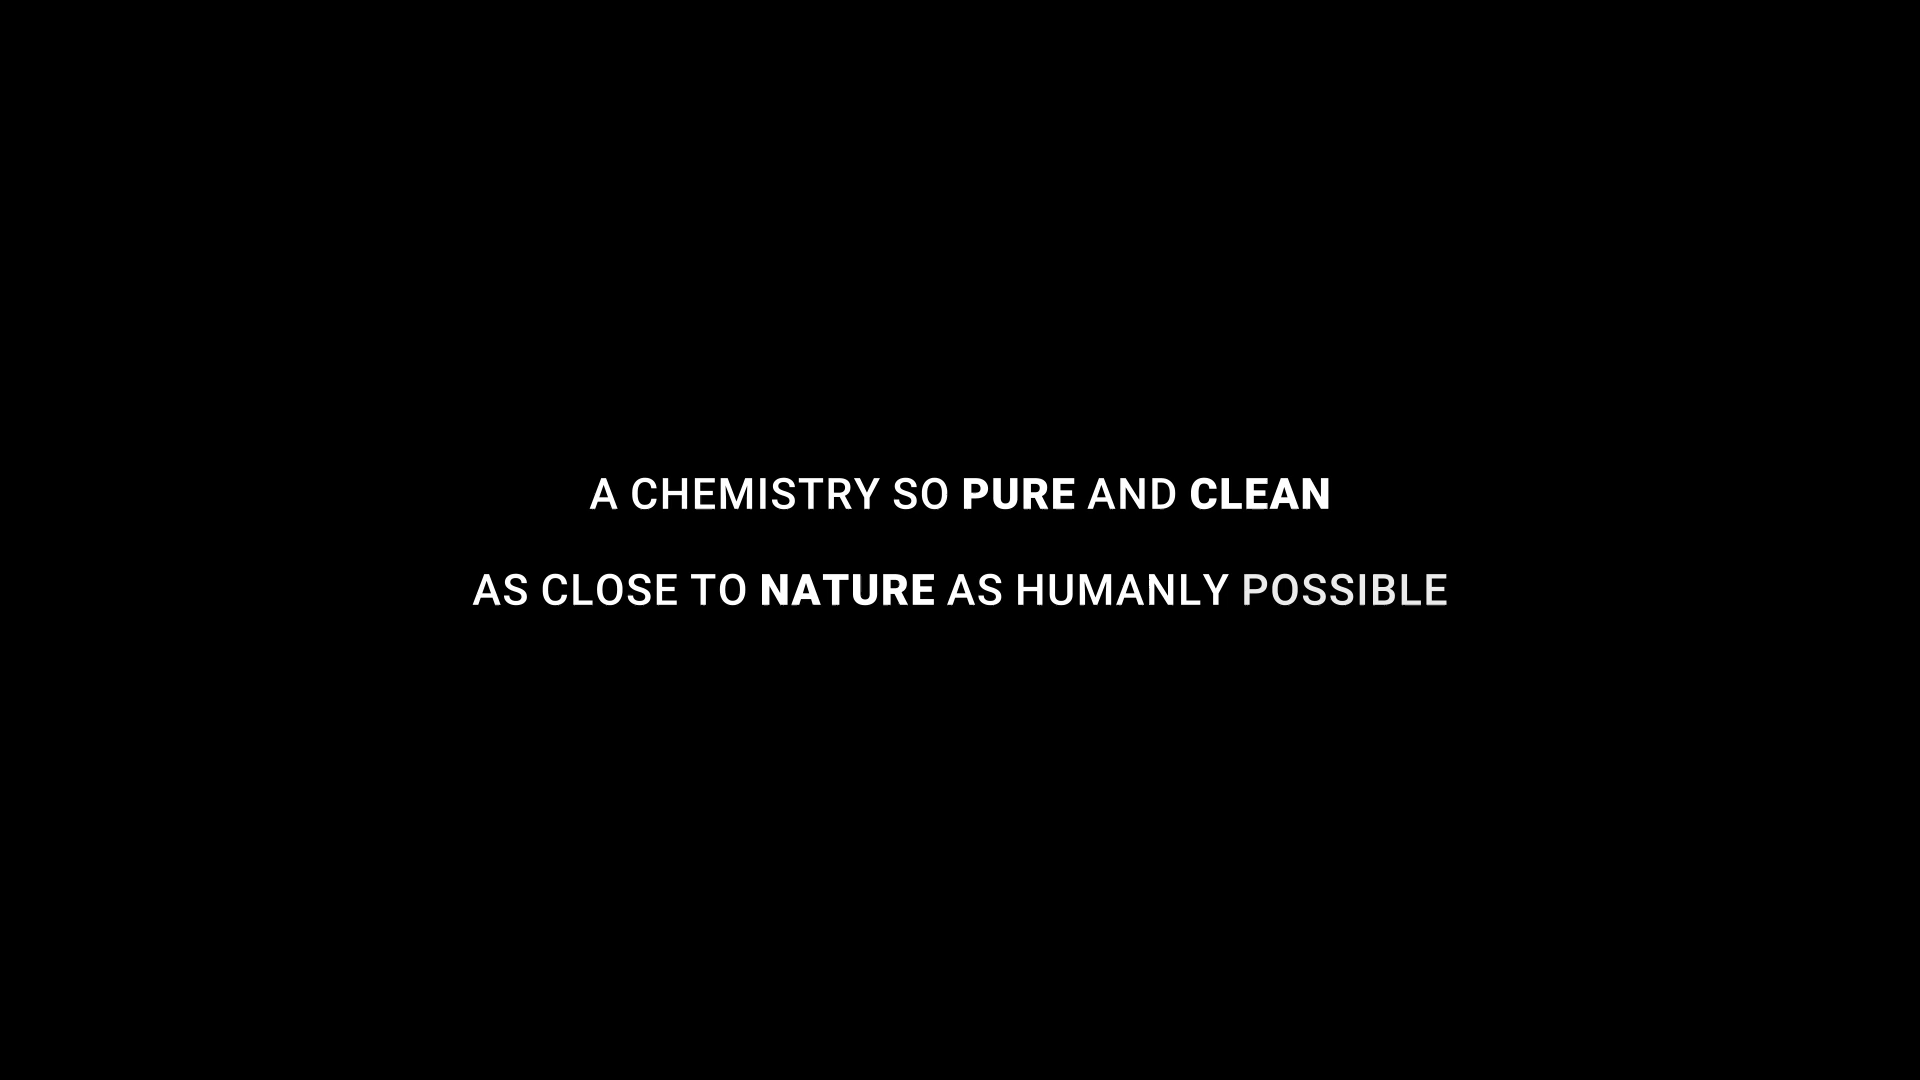 A CHEMISTRY SO PURE AND CLEAN
AS CLOSE TO NATURE AS HUMANLY POSSIBLE